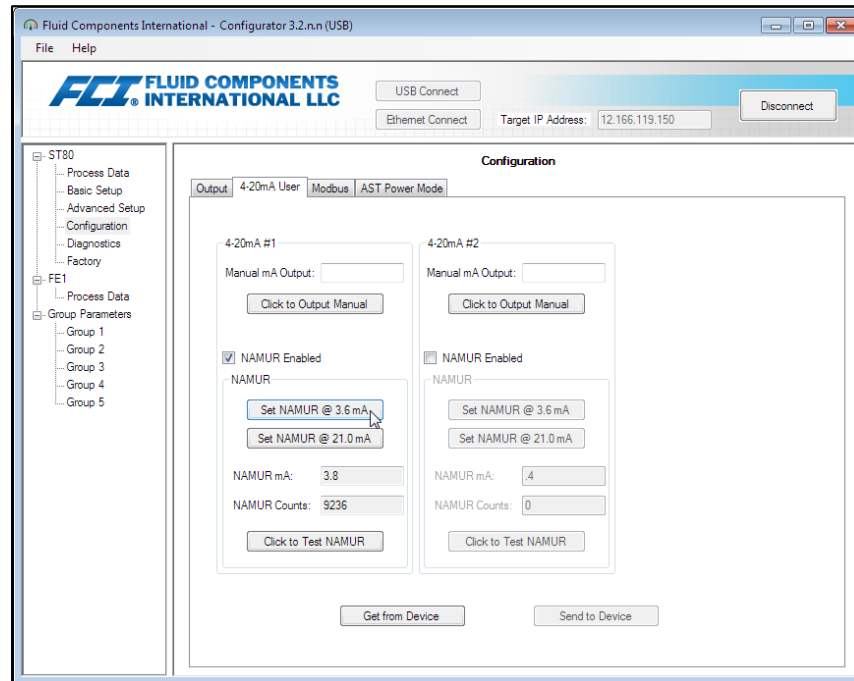 Fluid Components International - Configurator 3.2.n.n (USB)
File Help
FCI® FLUID COMPONENTS
INTERNATIONAL LLC
USB Connect
Ethernet Connect
Target IP Address: 12.166.119.150
Disconnect
ST80
Process Data
Basic Setup
Advanced Setup
Configuration
Diagnostics
Factory
FE1
Process Data
Group Parameters
Group 1
Group 2
Group 3
Group 4
Group 5
Configuration
Output 4-20mA User Modbus AST Power Mode
4-20mA #1
Manual mA Output:
Click to Output Manual
NAMUR Enabled
NAMUR
Set NAMUR @ 3.6 mA
Set NAMUR @ 21.0 mA
NAMUR mA: 3.8
NAMUR Counts: 9236
Click to Test NAMUR
4-20mA #2
Manual mA Output:
Click to Output Manual
NAMUR Enabled
NAMUR
Set NAMUR @ 3.6 mA
Set NAMUR @ 21.0 mA
NAMUR mA: .4
NAMUR Counts: 0
Click to Test NAMUR
Get from Device
Send to Device